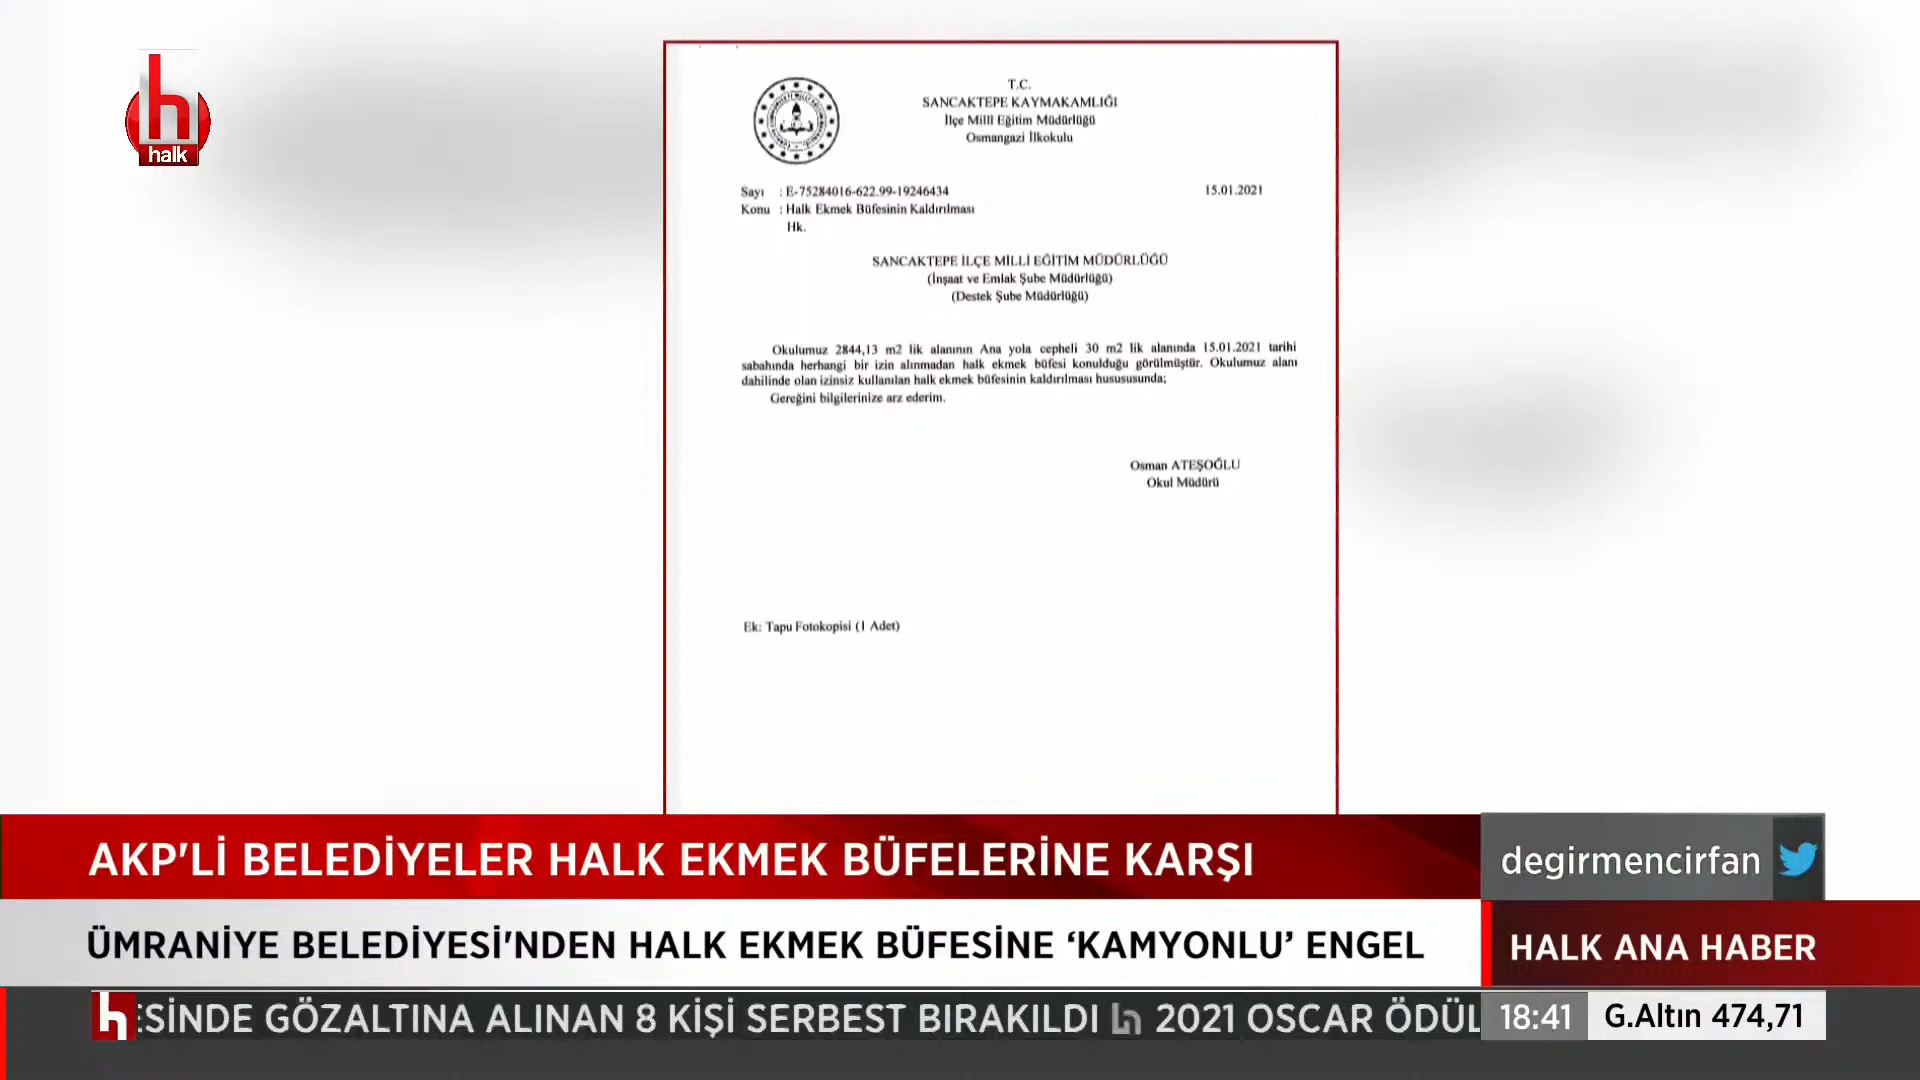 h
halk
T.C.
SANCAKTEPE KAYMAKAMLIĞI
İlçe Milli Eğitim Müdürlüğü
Osmangazi İlkokulu
Sayı : E-75284016-622.99-19246434
15.01.2021
Konu : Halk Ekmek Büfesinin Kaldırılması
Hk.
SANCAKTEPE İLÇE MİLLİ EĞİTİM MÜDÜRLÜĞÜ
(İnşaat ve Emlak Şube Müdürlüğü)
(Destek Şube Müdürlüğü)
Okulumuz 2844,13 m2 lik alanının Ana yola cepheli 30 m2 lik alanında 15.01.2021 tarihi
sabahında herhangi bir izin alınmadan halk ekmek büfesi konulduğu görülmüştür. Okulumuz alanı
dahilinde olan izinsiz kullanılan halk ekmek büfesinin kaldırılması husususunda;
Gereğini bilgilerinize arz ederim.
Osman ATEŞOĞLU
Okul Müdürü
Ek: Tapu Fotokopisi (1 Adet)
AKP'Lİ BELEDİYELER HALK EKMEK BÜFELERİNE KARŞI
degirmencirfan
ÜMRANİYE BELEDİYESİ'NDEN HALK EKMEK BÜFESİNE ‘KAMYONLU’ ENGEL
HALK ANA HABER
h ESİNDE GÖZALTINA ALINAN 8 KİŞİ SERBEST BIRAKILDI h 2021 OSCAR ÖDÜL
18:41 G.Altın 474,71